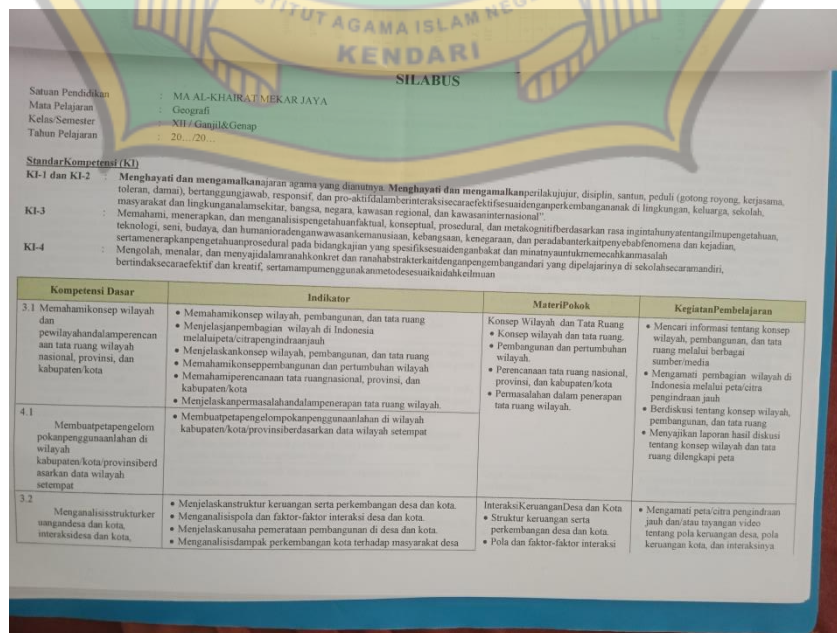 INSTITUT AGAMA ISLAM NEGERI
KENDARI
SILABUS
Satuan Pendidikan : MA AL-KHAIRAT MEKAR JAYA
Mata Pelajaran : Geografi
Kelas/Semester : XII / Ganjil&Genap
Tahun Pelajaran : 20…/20…
StandarKompetensi (KI)
KI-1 dan KI-2 : Menghayati dan mengamalkanajaran agama yang dianutnya. Menghayati dan mengamalkanperilakujujur, disiplin, santun, peduli (gotong royong, kerjasama,
toleran, damai), bertanggungjawab, responsif, dan pro-aktifdalamberinteraksisecaraefektifsesuaidenganperkembangananak di lingkungan, keluarga, sekolah,
masyarakat dan lingkunganalamsekitar, bangsa, negara, kawasan regional, dan kawasaninternasional".
KI-3 : Memahami, menerapkan, dan menganalisispengetahuanfaktual, konseptual, prosedural, dan metakognitifberdasarkan rasa ingintahunyatentangilmupengetahuan,
teknologi, seni, budaya, dan humanioradenganwawasankemanusiaan, kebangsaan, kenegaraan, dan peradabanterkaitpenyebabfenomena dan kejadian,
sertamenerapkanpengetahuanprosedural pada bidangkajian yang spesifiksesuaidenganbakat dan minatnyauntukmemecahkanmasalah
KI-4 : Mengolah, menalar, dan menyajidalamranahkonkret dan ranahabstrakterkaitdenganpengembangandari yang dipelajarinya di sekolahsecaramandiri,
bertindaksecaraefektif dan kreatif, sertamampumenggunakanmetodesesuaikaidahkeilmuan
Kompetensi Dasar
Indikator
MateriPokok
KegiatanPembelajaran
3.1 Memahamikonsep wilayah
dan
pewilayahandalamperencan
aan tata ruang wilayah
nasional, provinsi, dan
kabupaten/kota
• Memahamikonsep wilayah, pembangunan, dan tata ruang
• Menjelasjanpembagian wilayah di Indonesia
melaluipeta/citrapengindraanjauh
• Menjelaskankonsep wilayah, pembangunan, dan tata ruang
• Memahamikonseppembangunan dan pertumbuhan wilayah
• Memahamiperencanaan tata ruangnasional, provinsi, dan
kabupaten/kota
• Menjelaskanpermasalahandalampenerapan tata ruang wilayah.
Konsep Wilayah dan Tata Ruang
• Konsep wilayah dan tata ruang.
• Pembangunan dan pertumbuhan
wilayah.
• Perencanaan tata ruang nasional,
provinsi, dan kabupaten/kota
• Permasalahan dalam penerapan
tata ruang wilayah.
• Mencari informasi tentang konsep
wilayah, pembangunan, dan tata
ruang melalui berbagai
sumber/media
• Mengamati pembagian wilayah di
Indonesia melalui peta/citra
pengindraan jauh
• Berdiskusi tentang konsep wilayah,
pembangunan, dan tata ruang
• Menyajikan laporan hasil diskusi
tentang konsep wilayah dan tata
ruang dilengkapi peta
4.1
Membuatpetapengelom
pokanpenggunaanlahan di
wilayah
kabupaten/kota/provinsiberd
asarkan data wilayah
setempat
• Membuatpetapengelompokanpenggunaanlahan di wilayah
kabupaten/kota/provinsiberdasarkan data wilayah setempat
3.2
Menganalisisstrukturker
uangandesa dan kota,
interaksidesa dan kota,
• Menjelaskanstruktur keruangan serta perkembangan desa dan kota.
• Menganalisispola dan faktor-faktor interaksi desa dan kota.
• Menjelaskanusaha pemerataan pembangunan di desa dan kota.
• Menganalisisdampak perkembangan kota terhadap masyarakat desa
InteraksiKeruanganDesa dan Kota
• Struktur keruangan serta
perkembangan desa dan kota.
• Pola dan faktor-faktor interaksi
• Mengamati peta/citra pengindraan
jauh dan/atau tayangan video
tentang pola keruangan desa, pola
keruangan kota, dan interaksinya